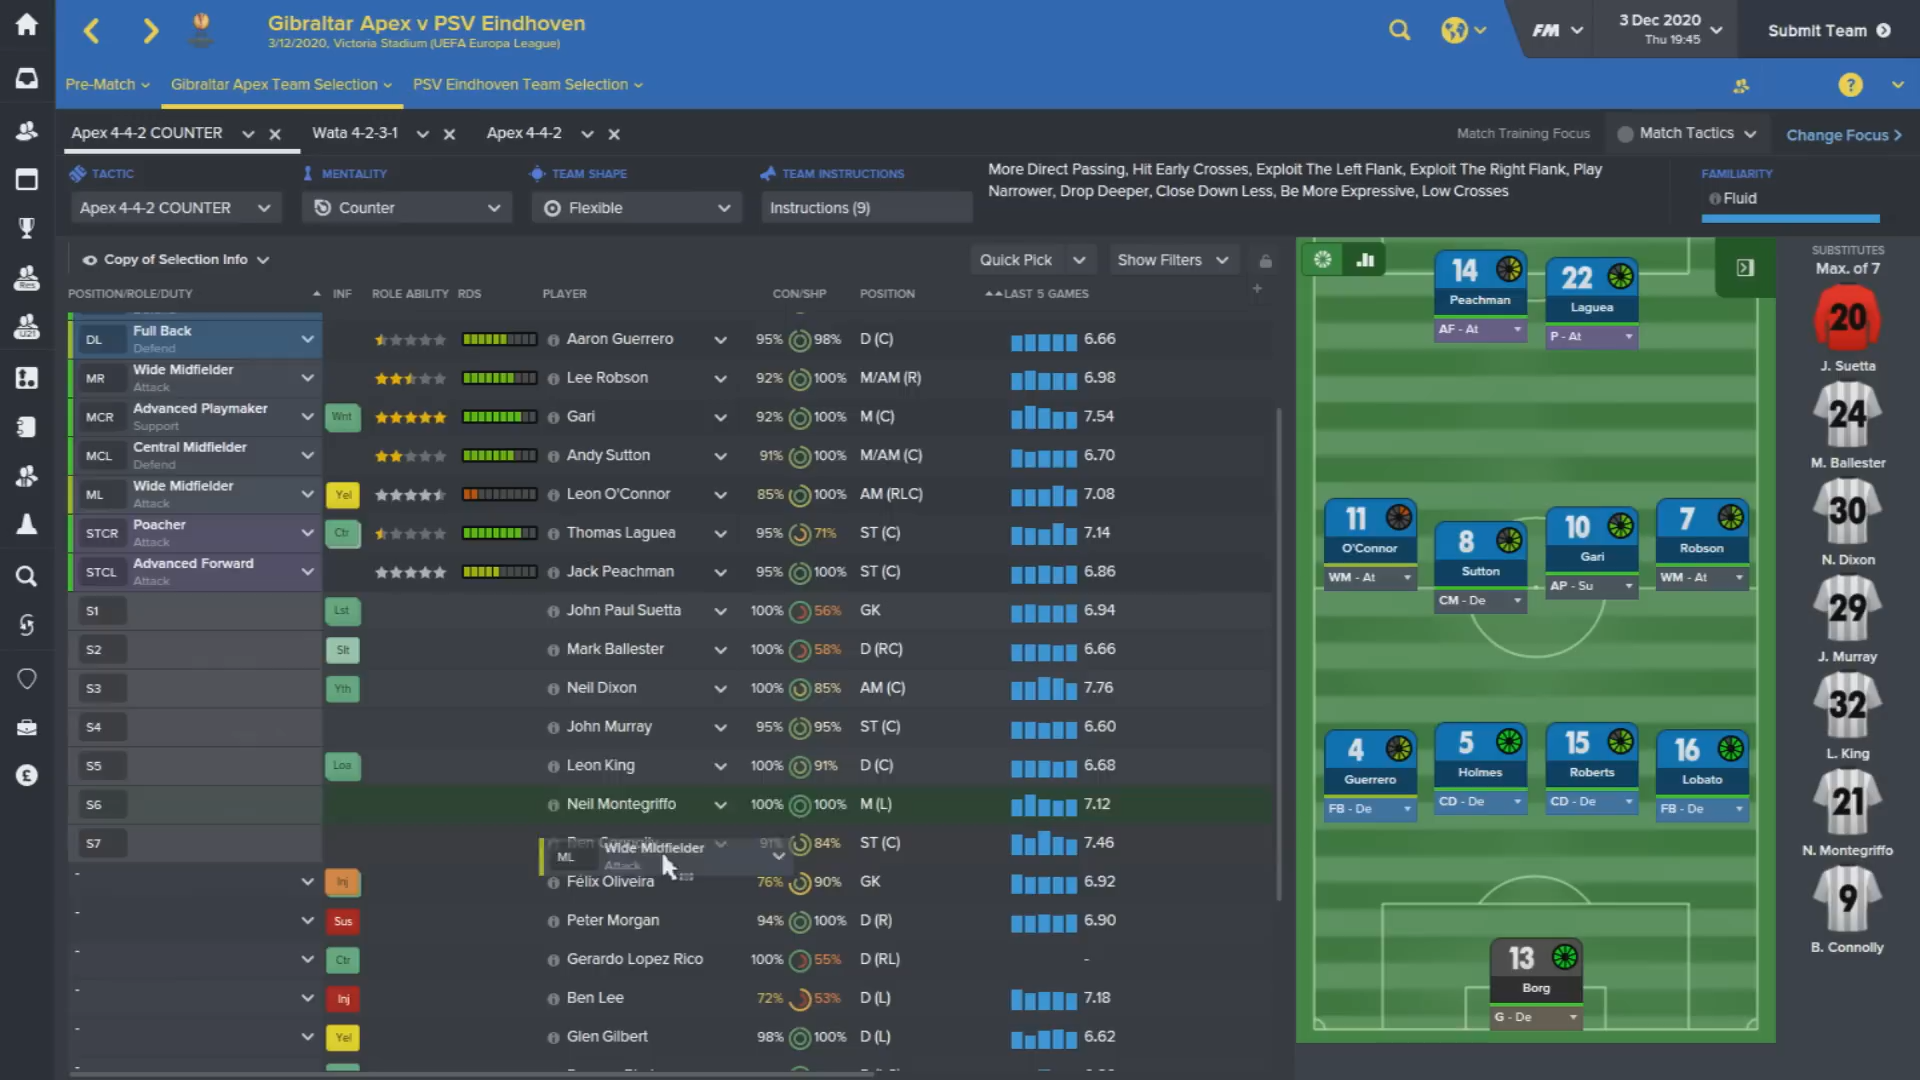 Gibraltar Apex v PSV Eindhoven
3/12/2020, Victoria Stadium (UEFA Europa League)
FM
3 Dec 2020
Thu 19:45
Submit Team
Pre-Match
Gibraltar Apex Team Selection
PSV Eindhoven Team Selection
?
Apex 4-4-2 COUNTER
Wata 4-2-3-1
Apex 4-4-2
Match Training Focus
Match Tactics
Change Focus >
TACTIC
MENTALITY
TEAM SHAPE
TEAM INSTRUCTIONS
More Direct Passing, Hit Early Crosses, Exploit The Left Flank, Exploit The Right Flank, Play
Narrower, Drop Deeper, Close Down Less, Be More Expressive, Low Crosses
FAMILIARITY
Fluid
Apex 4-4-2 COUNTER
Counter
Flexible
Instructions (9)
Copy of Selection Info
Quick Pick
Show Filters
POSITION/ROLE/DUTY INF ROLE ABILITY RDS PLAYER CON/SHP POSITION LAST 5 GAMES
DL Full Back Defend Aaron Guerrero 95% 98% D (C) 6.66
MR Wide Midfielder Attack Lee Robson 92% 100% M/AM (R) 6.98
MCR Advanced Playmaker Support Wnt Gari 92% 100% M (C) 7.54
MCL Central Midfielder Defend Andy Sutton 91% 100% M/AM (C) 6.70
ML Wide Midfielder Attack Yel Leon O'Connor 85% 100% AM (RLC) 7.08
STCR Poacher Attack Ctr Thomas Laguea 95% 71% ST (C) 7.14
STCL Advanced Forward Attack Jack Peachman 95% 100% ST (C) 6.86
S1 Lst John Paul Suetta 100% 56% GK 6.94
S2 Slt Mark Ballester 100% 58% D (RC) 6.66
S3 Yth Neil Dixon 100% 85% AM (C) 7.76
S4 John Murray 95% 95% ST (C) 6.60
S5 Loa Leon King 100% 91% D (C) 6.68
S6 Neil Montegriffo 100% 100% M (L) 7.12
S7 Ben Connolly 91% 84% ST (C) 7.46
ML Wide Midfielder
Attack
- Inj Felix Oliveira 76% 90% GK 6.92
- Sus Peter Morgan 94% 100% D (R) 6.90
- Ctr Gerardo Lopez Rico 100% 55% D (RL) -
- Inj Ben Lee 72% 53% D (L) 7.18
- Yel Glen Gilbert 98% 100% D (L) 6.62
14
Peachman
AF - At
22
Laguea
P - At
11
O'Connor
WM - At
8
Sutton
CM - De
10
Gari
AP - Su
7
Robson
WM - At
4
Guerrero
FB - De
5
Holmes
CD - De
15
Roberts
CD - De
16
Lobato
FB - De
13
Borg
G - De
SUBSTITUTES
Max. of 7
20
J. Suetta
24
M. Ballester
30
N. Dixon
29
J. Murray
32
L. King
21
N. Montegriffo
9
B. Connolly
Res
U21
£